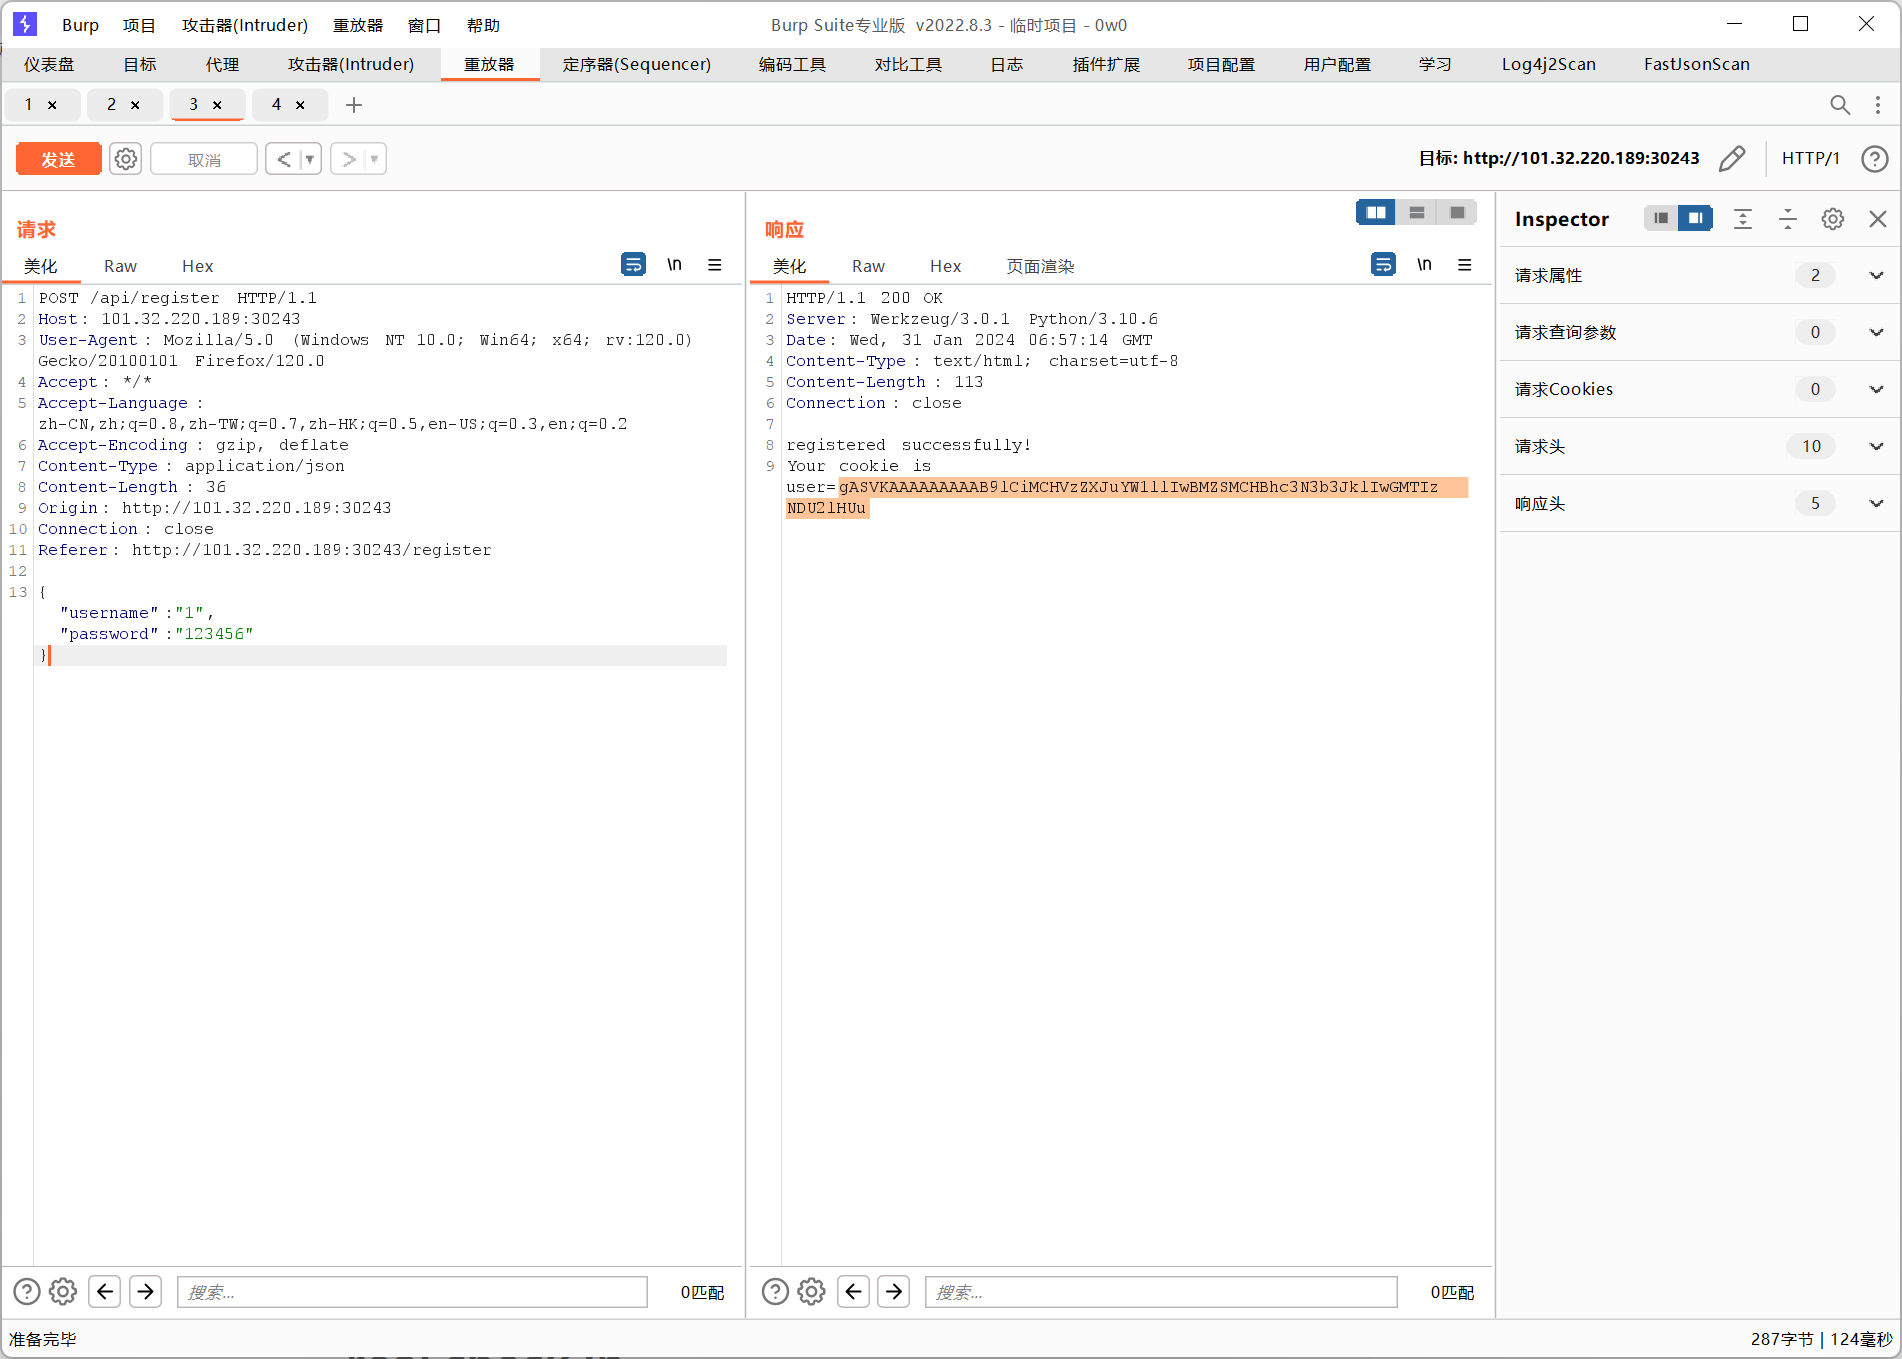 Burp 项目 攻击器(Intruder) 重放器 窗口 帮助 Burp Suite专业版 v2022.8.3 - 临时项目 - 0w0
仪表盘 目标 代理 攻击器(Intruder) 重放器 定序器(Sequencer) 编码工具 对比工具 日志 插件扩展 项目配置 用户配置 学习 Log4j2Scan FastJsonScan
1 × 2 × 3 × 4 × +
发送 取消 < > 目标: http://101.32.220.189:30243 HTTP/1
请求
美化 Raw Hex \n
1 POST /api/register HTTP/1.1
2 Host: 101.32.220.189:30243
3 User-Agent: Mozilla/5.0 (Windows NT 10.0; Win64; x64; rv:120.0)
Gecko/20100101 Firefox/120.0
4 Accept: */*
5 Accept-Language:
zh-CN,zh;q=0.8,zh-TW;q=0.7,zh-HK;q=0.5,en-US;q=0.3,en;q=0.2
6 Accept-Encoding: gzip, deflate
7 Content-Type: application/json
8 Content-Length: 36
9 Origin: http://101.32.220.189:30243
10 Connection: close
11 Referer: http://101.32.220.189:30243/register
12
13 {
"username":"1",
"password":"123456"
}
搜索... 0匹配
响应
美化 Raw Hex 页面渲染 \n
1 HTTP/1.1 200 OK
2 Server: Werkzeug/3.0.1 Python/3.10.6
3 Date: Wed, 31 Jan 2024 06:57:14 GMT
4 Content-Type: text/html; charset=utf-8
5 Content-Length: 113
6 Connection: close
7
8 registered successfully!
9 Your cookie is
user=gASVKAAAAAAAAAB9lCiMCHVzZXJuYW1llIwBMZSMCHBhc3N3b3JklIwGMTIz
NDU2lHUu
搜索... 0匹配
Inspector
请求属性 2
请求查询参数 0
请求Cookies 0
请求头 10
响应头 5
准备完毕 287字节 | 124毫秒